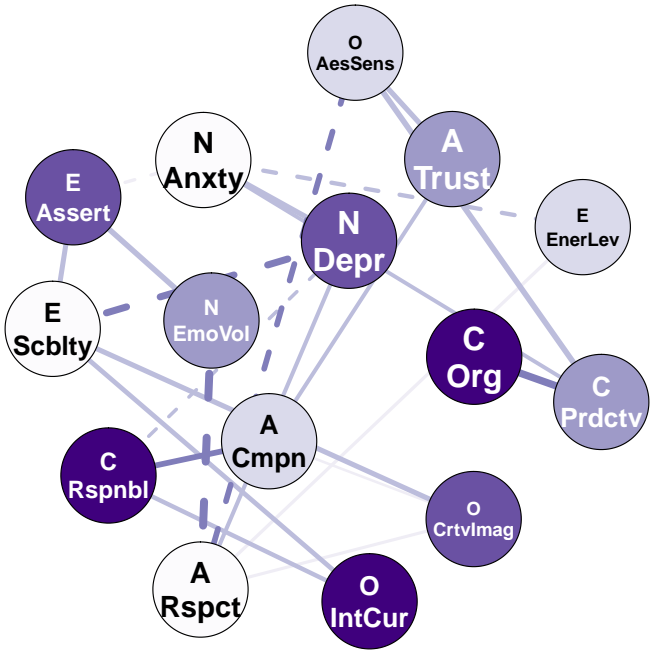 O
AesSens
A
Trust
N
Anxty
E
Assert
N
Depr
E
EnerLev
E
Scblty
N
EmoVol
C
Org
C
Prdctv
A
Cmpn
C
Rspnbl
O
CrtvImag
A
Rspct
O
IntCur